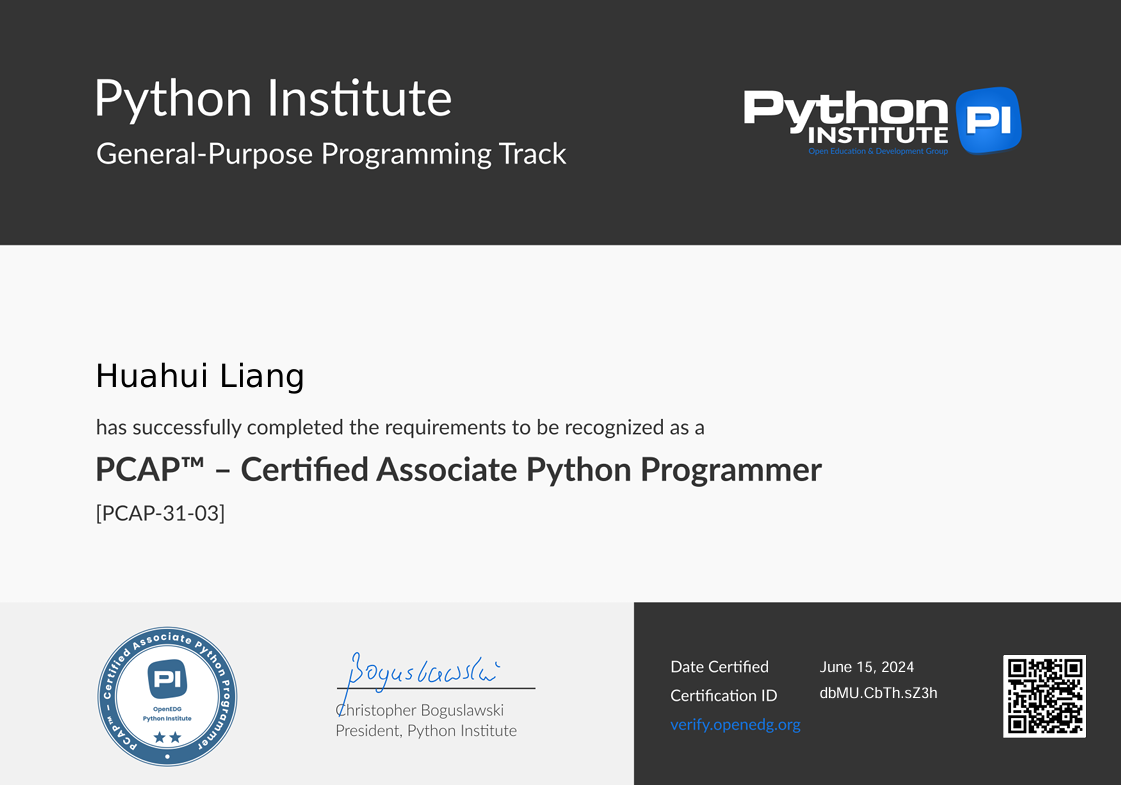 Python Institute
General-Purpose Programming Track
Python
INSTITUTE
Open Education & Development Group
PI
Huahui Liang
has successfully completed the requirements to be recognized as a
PCAP™ – Certified Associate Python Programmer
[PCAP-31-03]
PCAP™ – Certified Associate Python Programmer
PI
OpenEDG
Python Institute
Boguslawski
Christopher Boguslawski
President, Python Institute
Date Certified June 15, 2024
Certification ID dbMU.CbTh.sZ3h
verify.openedg.org